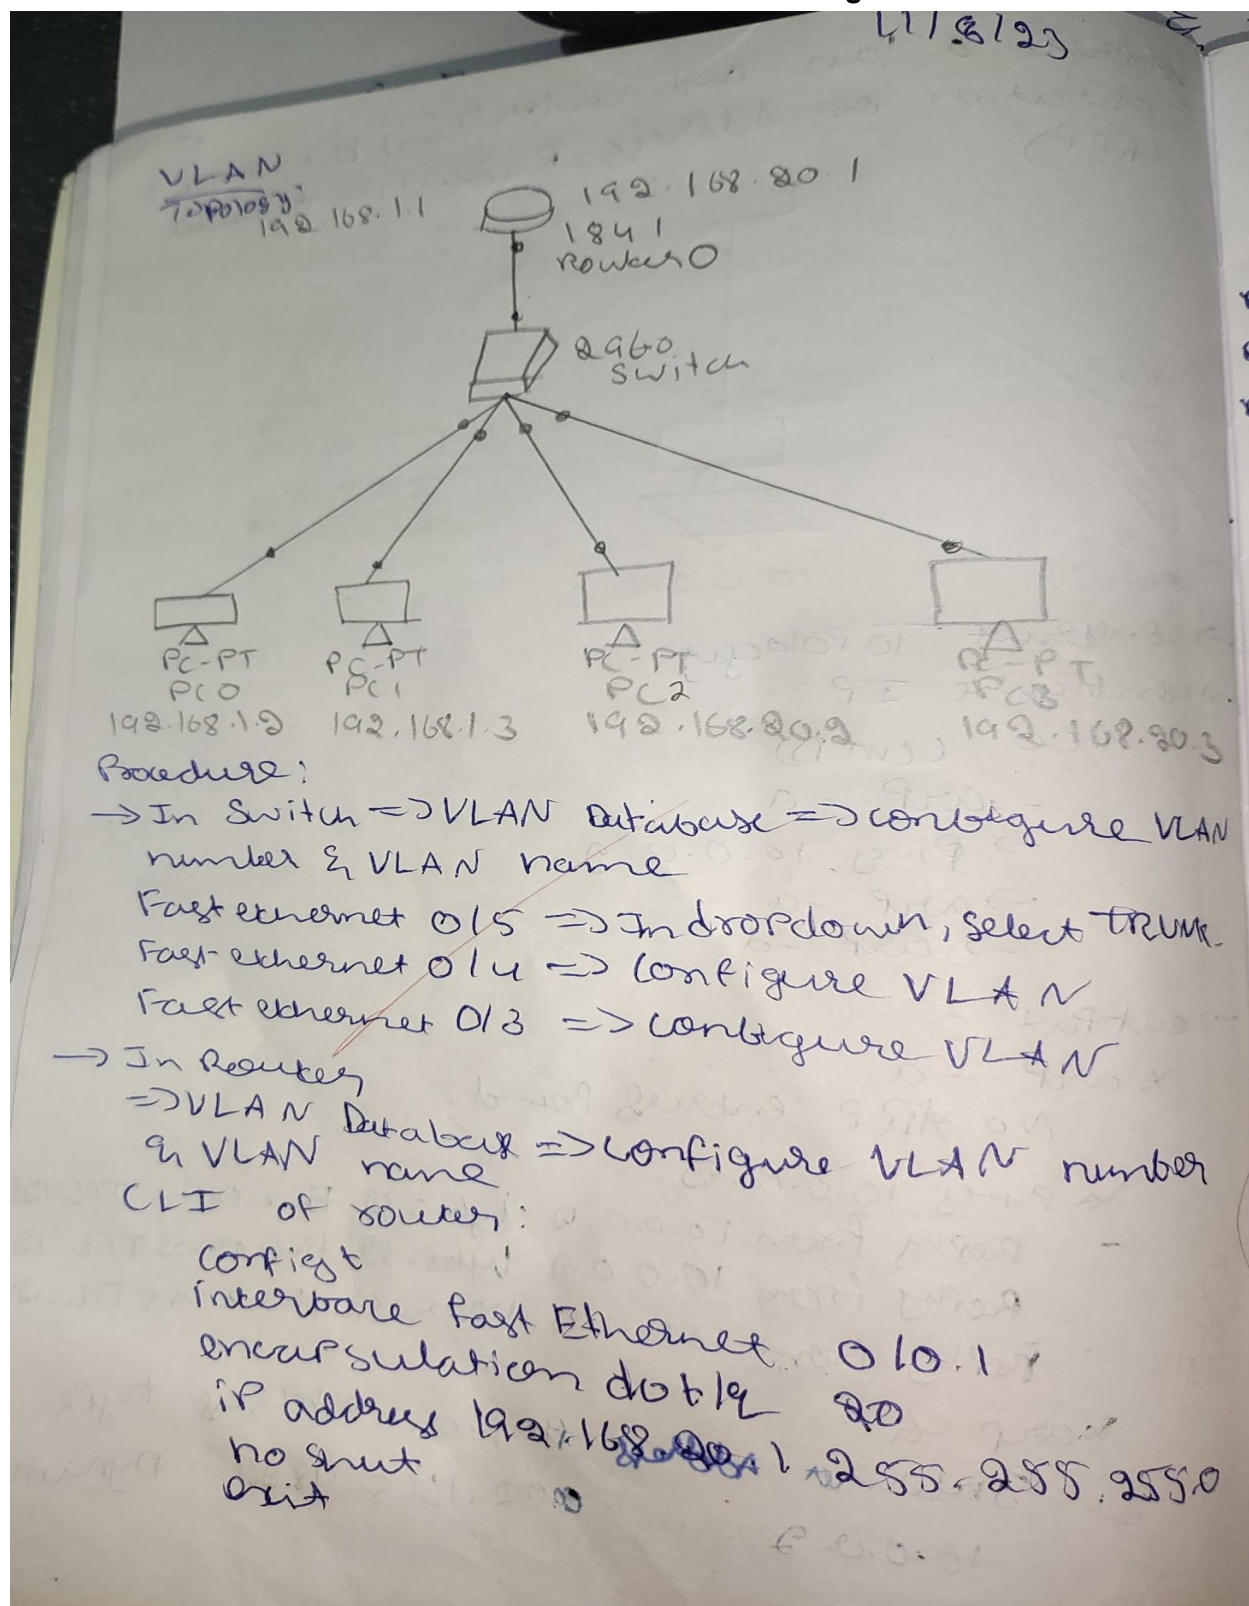 11/8/23
VLAN
Topology:
192.168.1.1
192.168.20.1
1841
Router 0
2960
Switch
PC-PT PC-PT PC-PT PC-PT
PC0 PC1 PC2 PC3
192.168.1.2 192.168.1.3 192.168.20.2 192.168.20.3
Procedure:
→ In Switch => VLAN Database => configure VLAN
number & VLAN name
Fast ethernet 0/5 => In dropdown, select TRUNK.
Fast ethernet 0/4 => Configure VLAN
Fast ethernet 0/3 => configure VLAN
→ In Router
=> VLAN Database => configure VLAN number
& VLAN name
CLI of router:
config t
interface fast Ethernet 0/0.1
encapsulation dot1q 20
ip address 192.168.20.1 255.255.255.0
no shut
exit